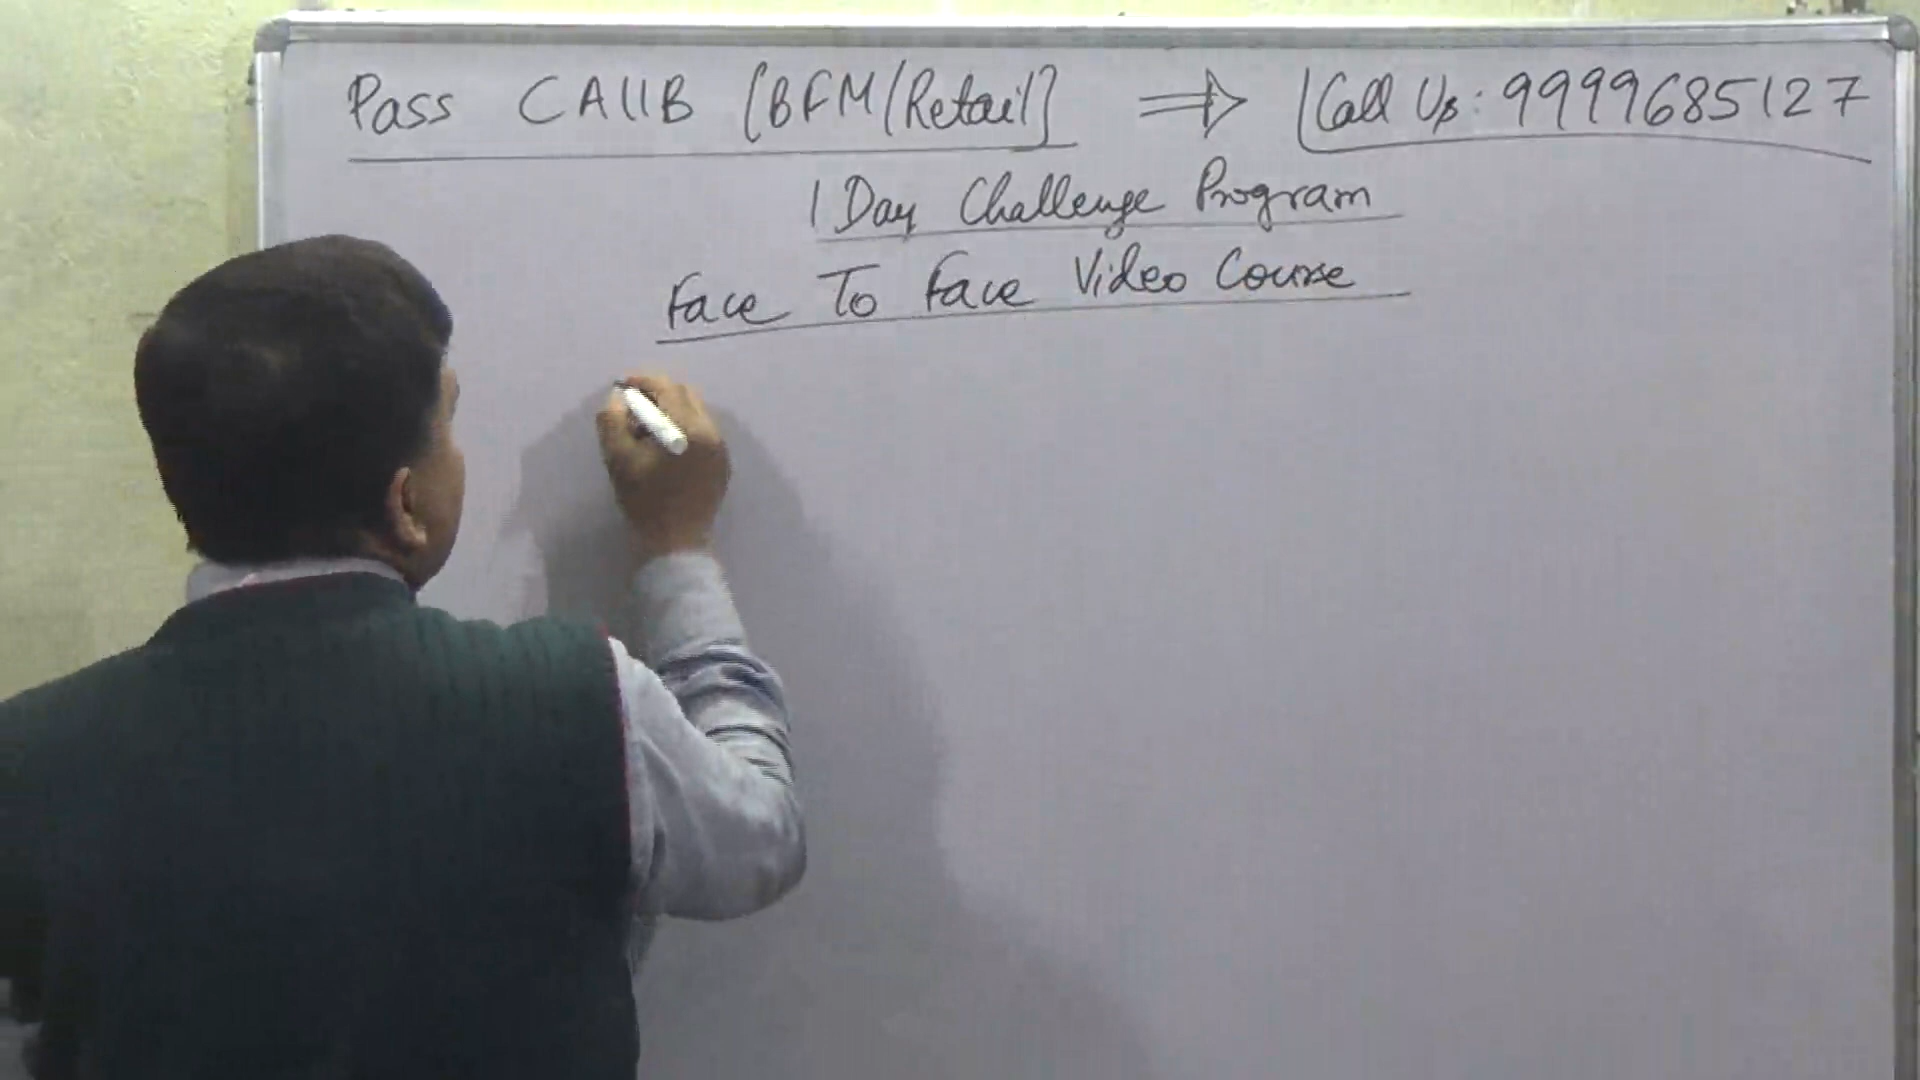 Pass CAIIB [BFM/Retail] ⇒ Call Us: 9999685127
1 Day Challenge Program
Face To Face Video Course